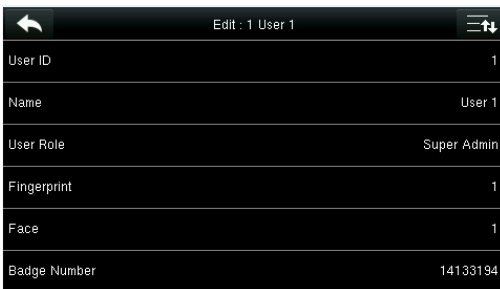 Edit : 1 User 1
User ID 1
Name User 1
User Role Super Admin
Fingerprint 1
Face 1
Badge Number 14133194